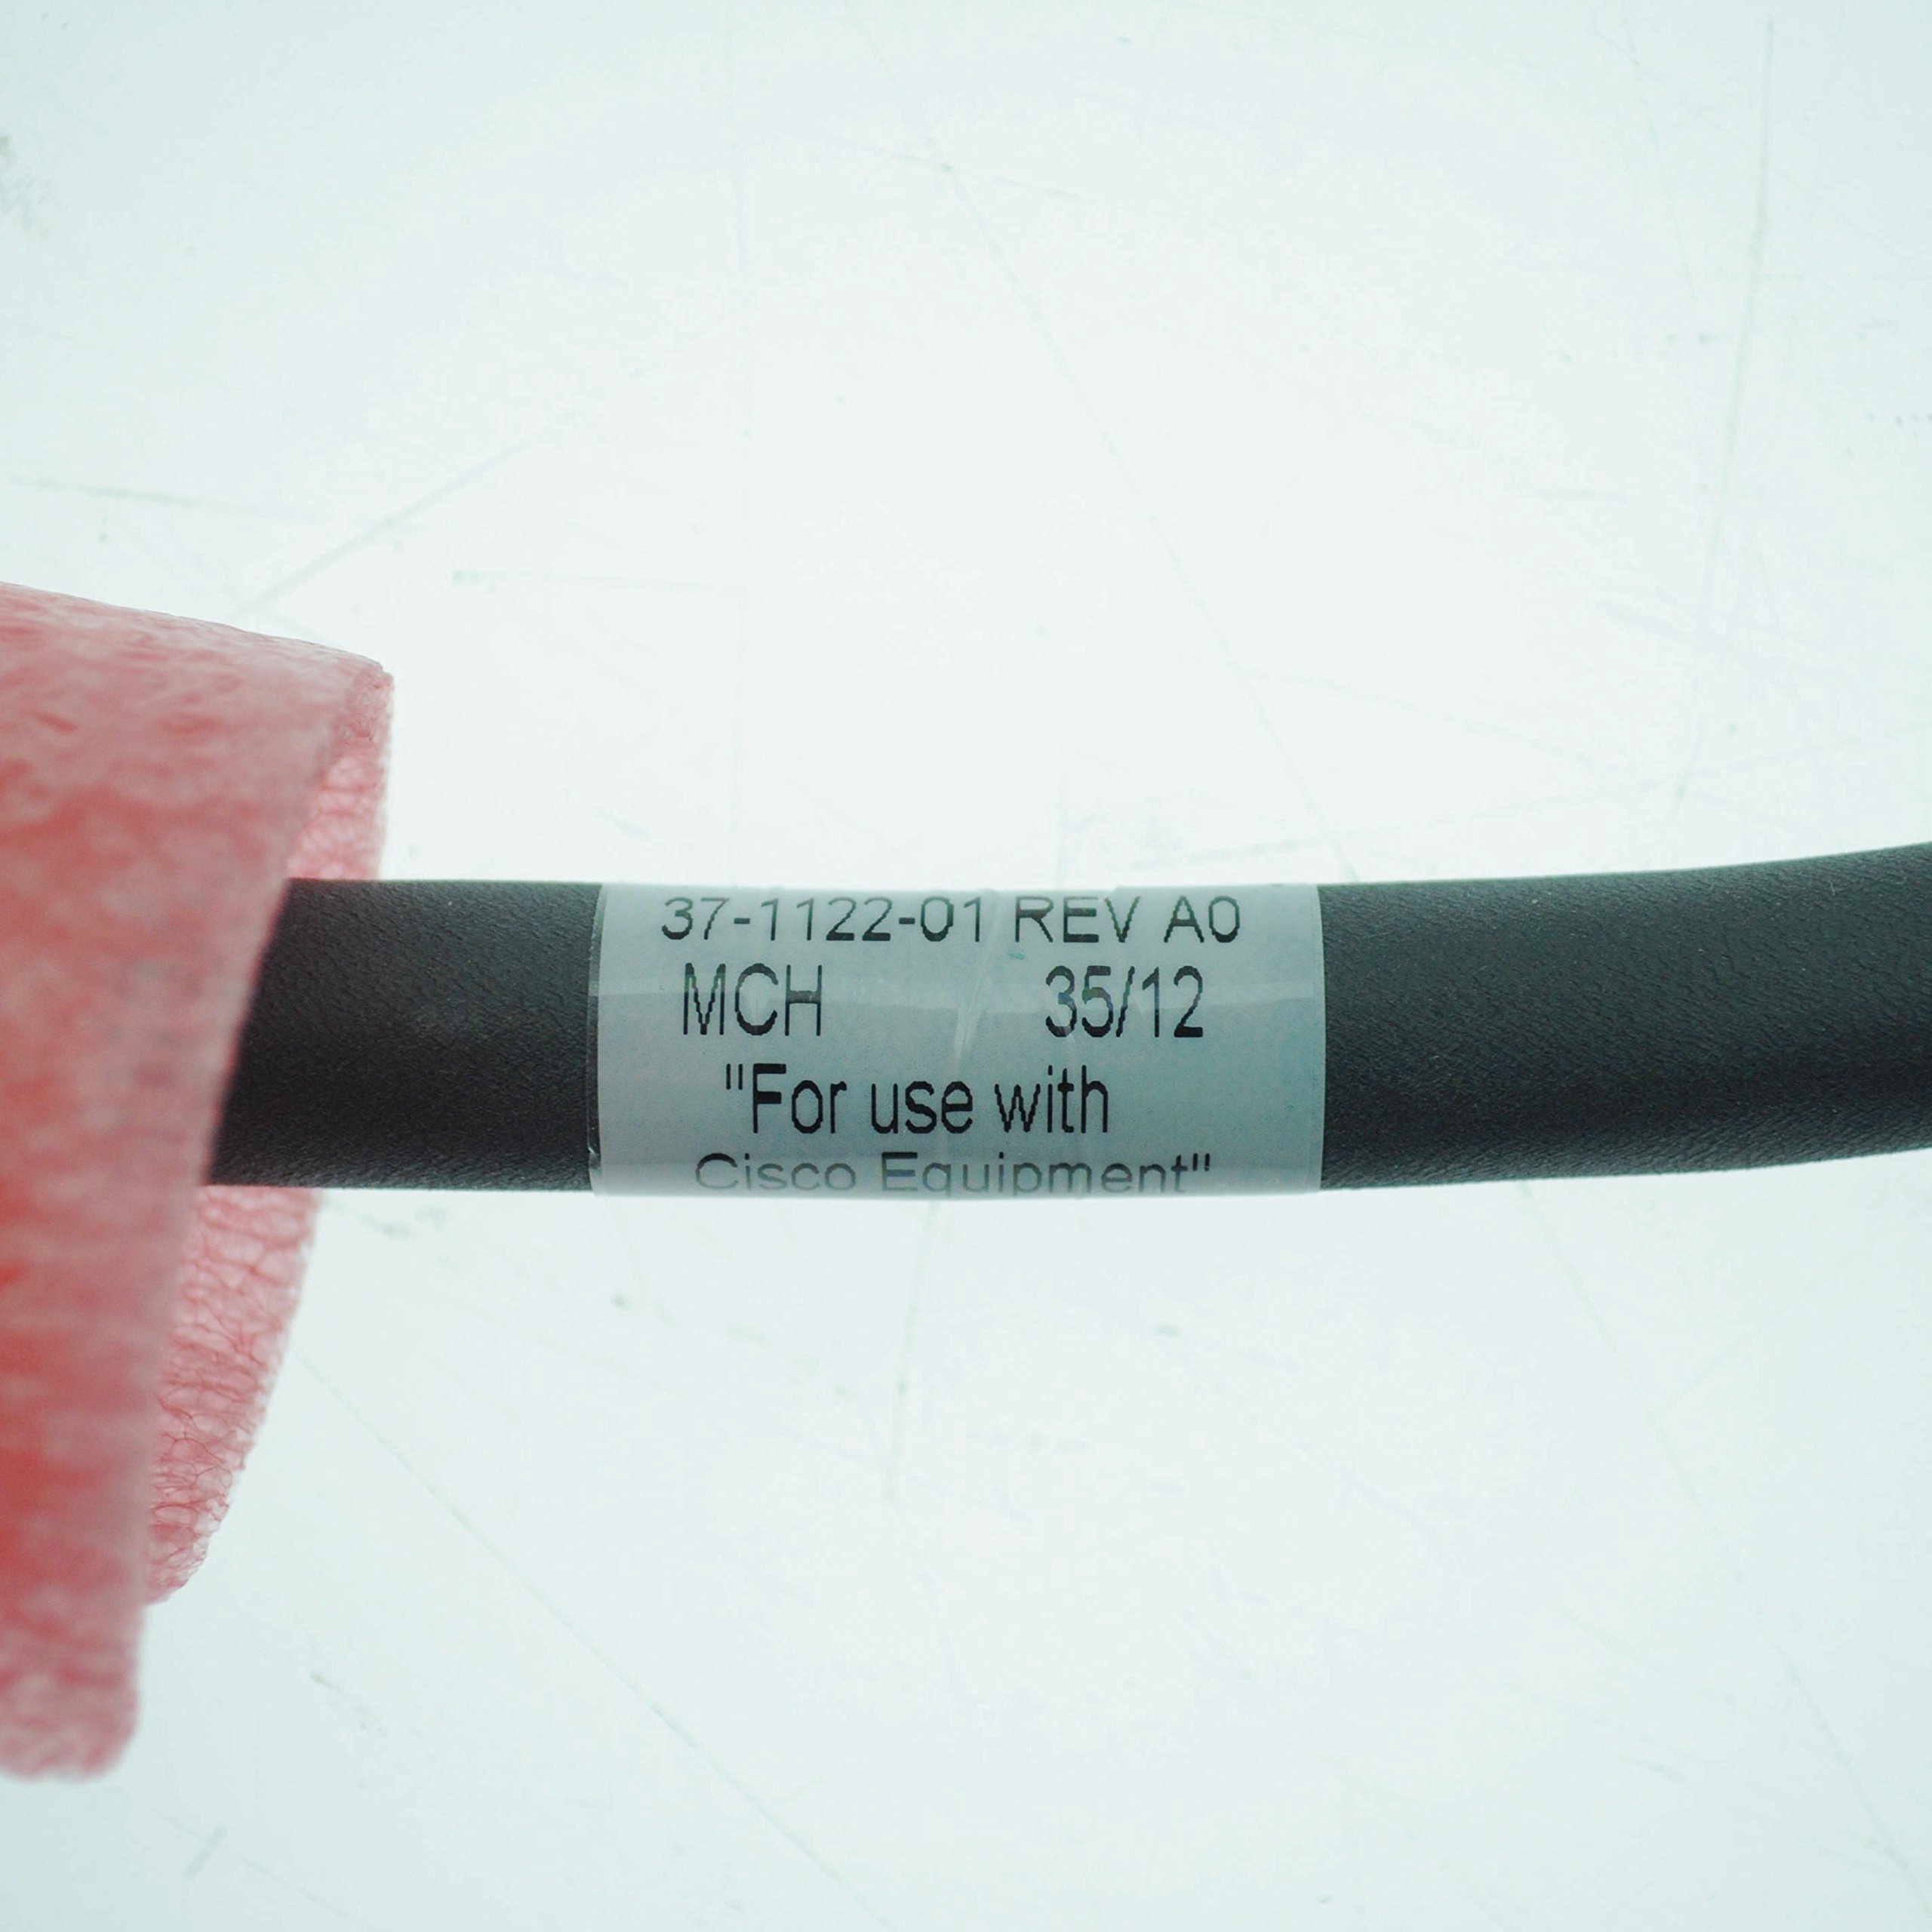 37-1122-01 REV A0
MCH 35/12
"For use with
Cisco Equipment"